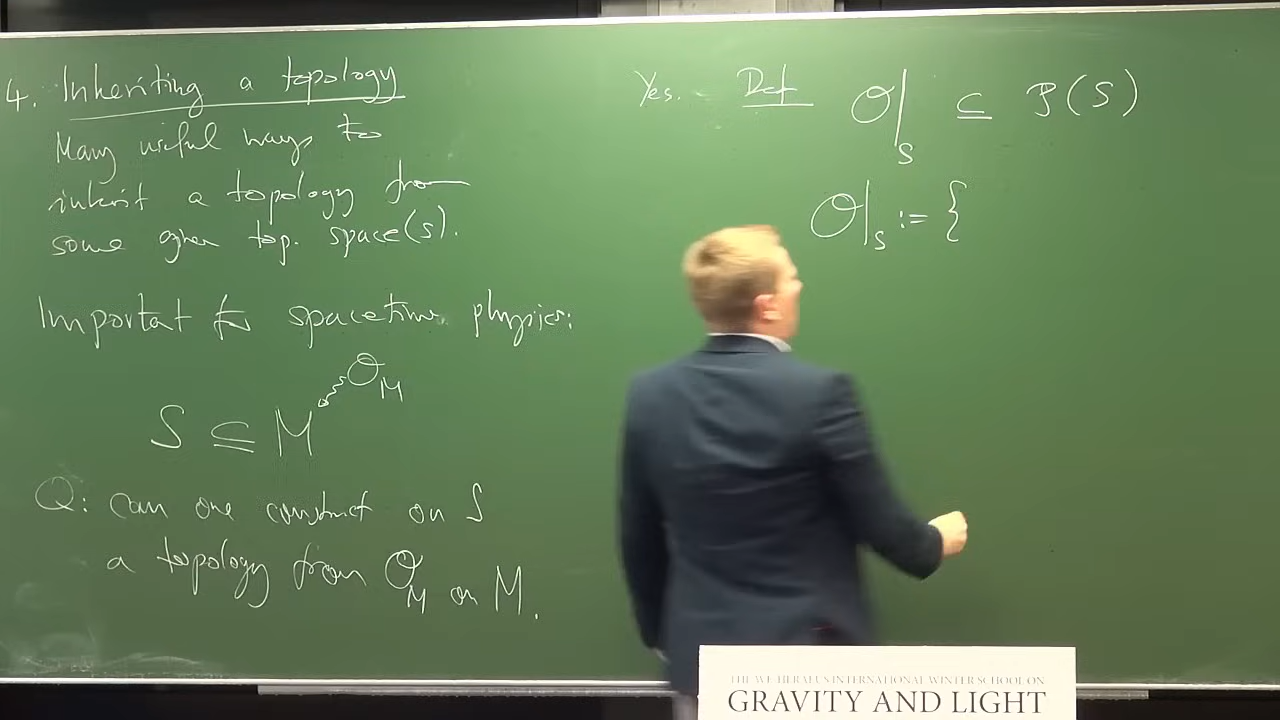 4. Inheriting a topology
Many useful ways to
inherit a topology from
some other top. space(s).
Important for spacetime physics:
S ⊆ M 𝒪_M
Q: can one construct on S
a topology from 𝒪_M on M.
Yes. Def 𝒪|_S ⊆ P(S)
𝒪|_S := {
THE WE-HERAEUS INTERNATIONAL WINTER SCHOOL ON
GRAVITY AND LIGHT